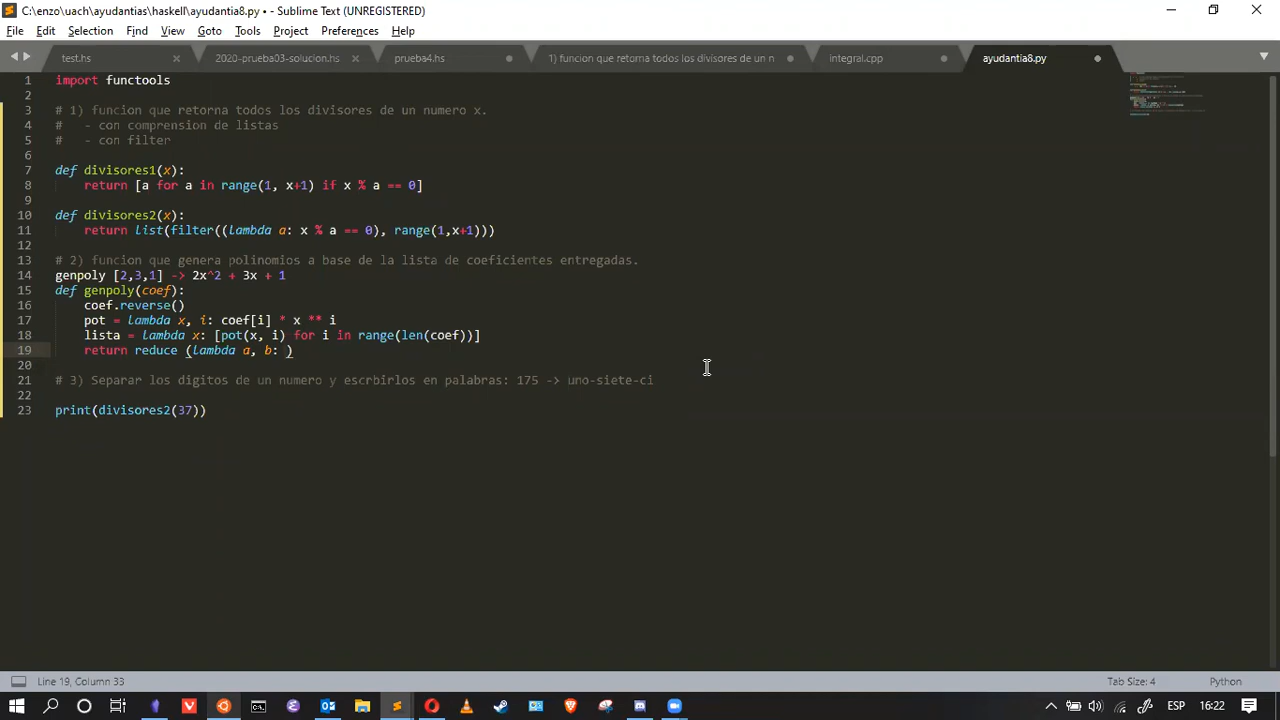 C:\enzo\uach\ayudantias\haskell\ayudantia8.py • - Sublime Text (UNREGISTERED)
File Edit Selection Find View Goto Tools Project Preferences Help
test.hs 2020-prueba03-solucion.hs prueba4.hs 1) funcion que retorna todos los divisores de un n integral.cpp ayudantia8.py
1 import functools
2
3 # 1) funcion que retorna todos los divisores de un numero x.
4 #   - con comprension de listas
5 #   - con filter
6
7 def divisores1(x):
8     return [a for a in range(1, x+1) if x % a == 0]
9
10 def divisores2(x):
11     return list(filter((lambda a: x % a == 0), range(1,x+1)))
12
13 # 2) funcion que genera polinomios a base de la lista de coeficientes entregadas.
14 genpoly [2,3,1] -> 2x^2 + 3x + 1
15 def genpoly(coef):
16     coef.reverse()
17     pot = lambda x, i: coef[i] * x ** i
18     lista = lambda x: [pot(x, i) for i in range(len(coef))]
19     return reduce (lambda a, b: )
20
21 # 3) Separar los digitos de un numero y escrbirlos en palabras: 175 -> uno-siete-ci
22
23 print(divisores2(37))
Line 19, Column 33 Tab Size: 4 Python
ESP 16:22